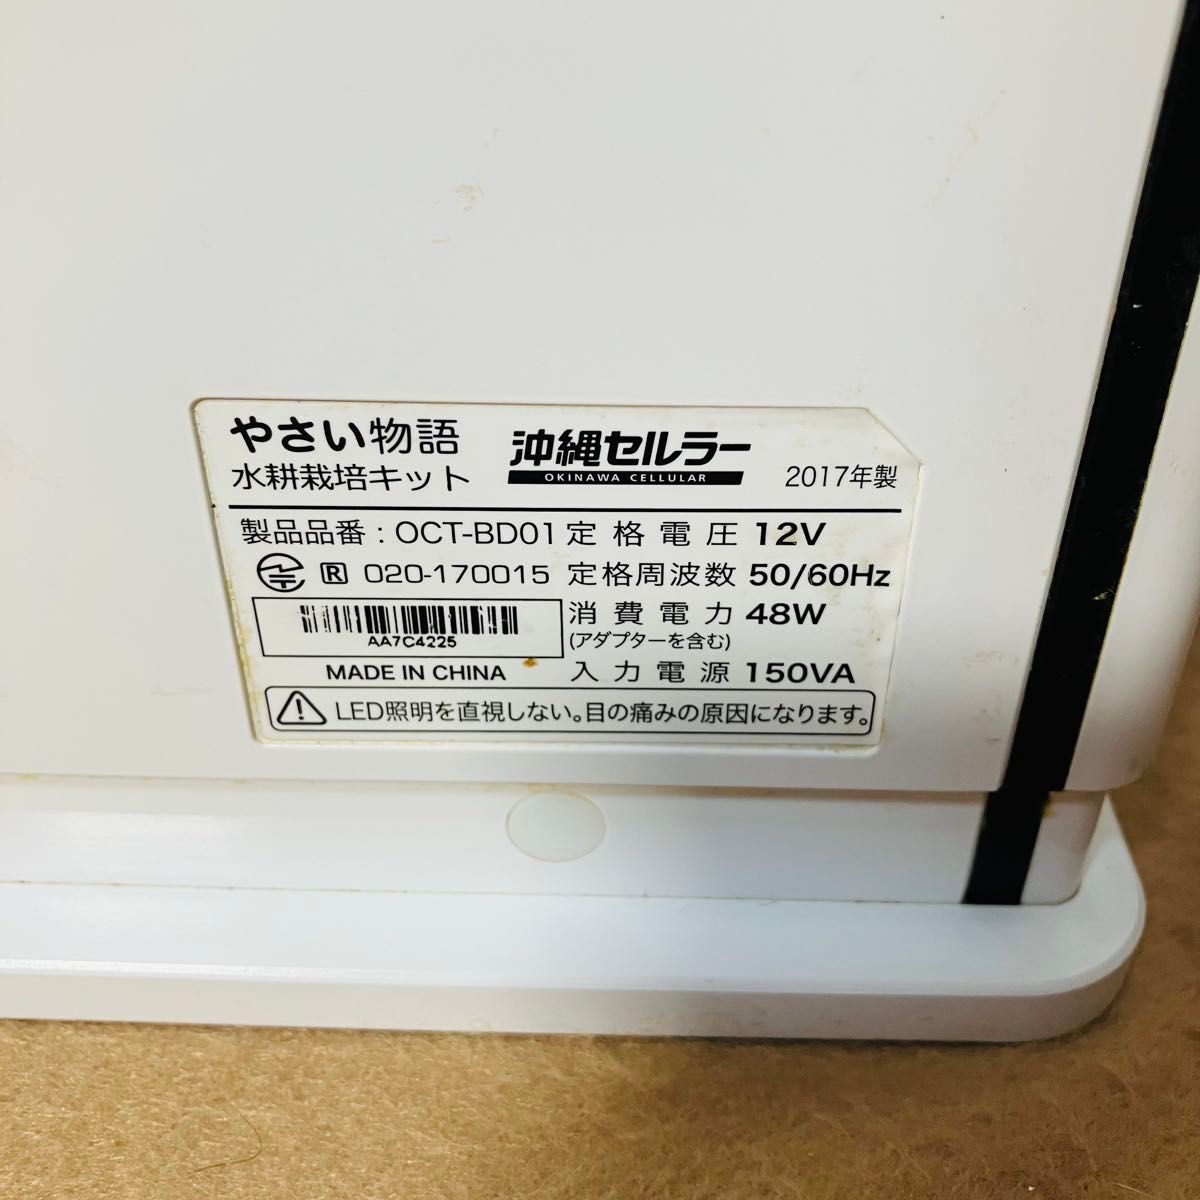 やさい物語
水耕栽培キット
沖縄セルラー
OKINAWA CELLULAR
2017年製
製品品番:OCT-BD01
定格電圧 12V
R 020-170015
定格周波数 50/60Hz
消費電力 48W
(アダプターを含む)
AA7C4225
MADE IN CHINA
入力電源 150VA
LED照明を直視しない。目の痛みの原因になります。